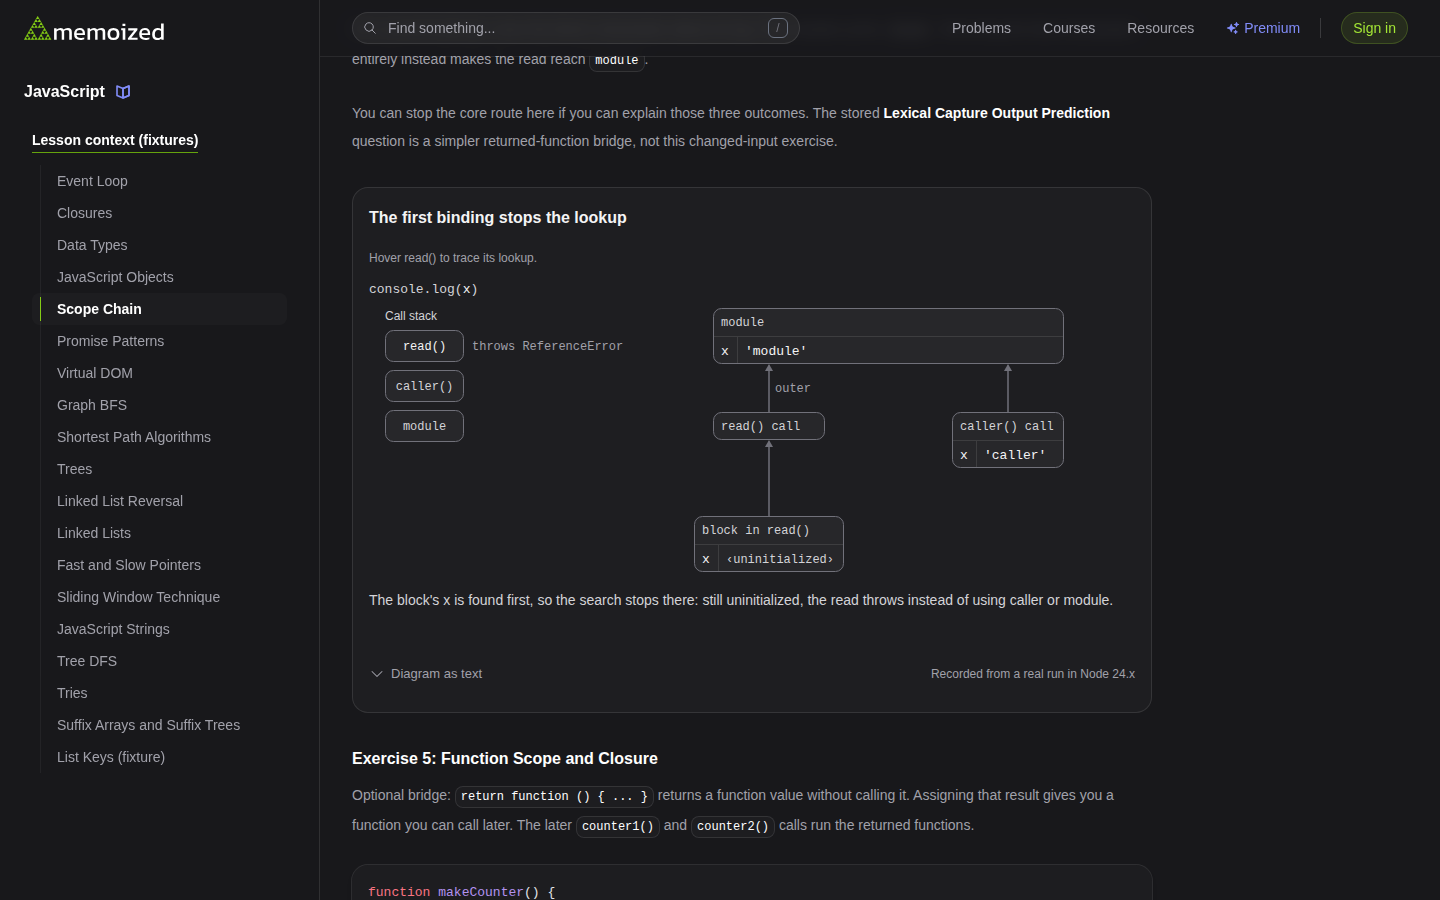 memoized
Find something...
/
Problems
Courses
Resources
Premium
Sign in
JavaScript
Lesson context (fixtures)
Event Loop
Closures
Data Types
JavaScript Objects
Scope Chain
Promise Patterns
Virtual DOM
Graph BFS
Shortest Path Algorithms
Trees
Linked List Reversal
Linked Lists
Fast and Slow Pointers
Sliding Window Technique
JavaScript Strings
Tree DFS
Tries
Suffix Arrays and Suffix Trees
List Keys (fixture)
entirely instead makes the read reach module.
You can stop the core route here if you can explain those three outcomes. The stored Lexical Capture Output Prediction
question is a simpler returned-function bridge, not this changed-input exercise.
The first binding stops the lookup
Hover read() to trace its lookup.
console.log(x)
Call stack
read() throws ReferenceError
caller()
module
module
x 'module'
outer
read() call
caller() call
x 'caller'
block in read()
x ‹uninitialized›
The block's x is found first, so the search stops there: still uninitialized, the read throws instead of using caller or module.
Diagram as text
Recorded from a real run in Node 24.x
Exercise 5: Function Scope and Closure
Optional bridge: return function () { ... } returns a function value without calling it. Assigning that result gives you a
function you can call later. The later counter1() and counter2() calls run the returned functions.
function makeCounter() {